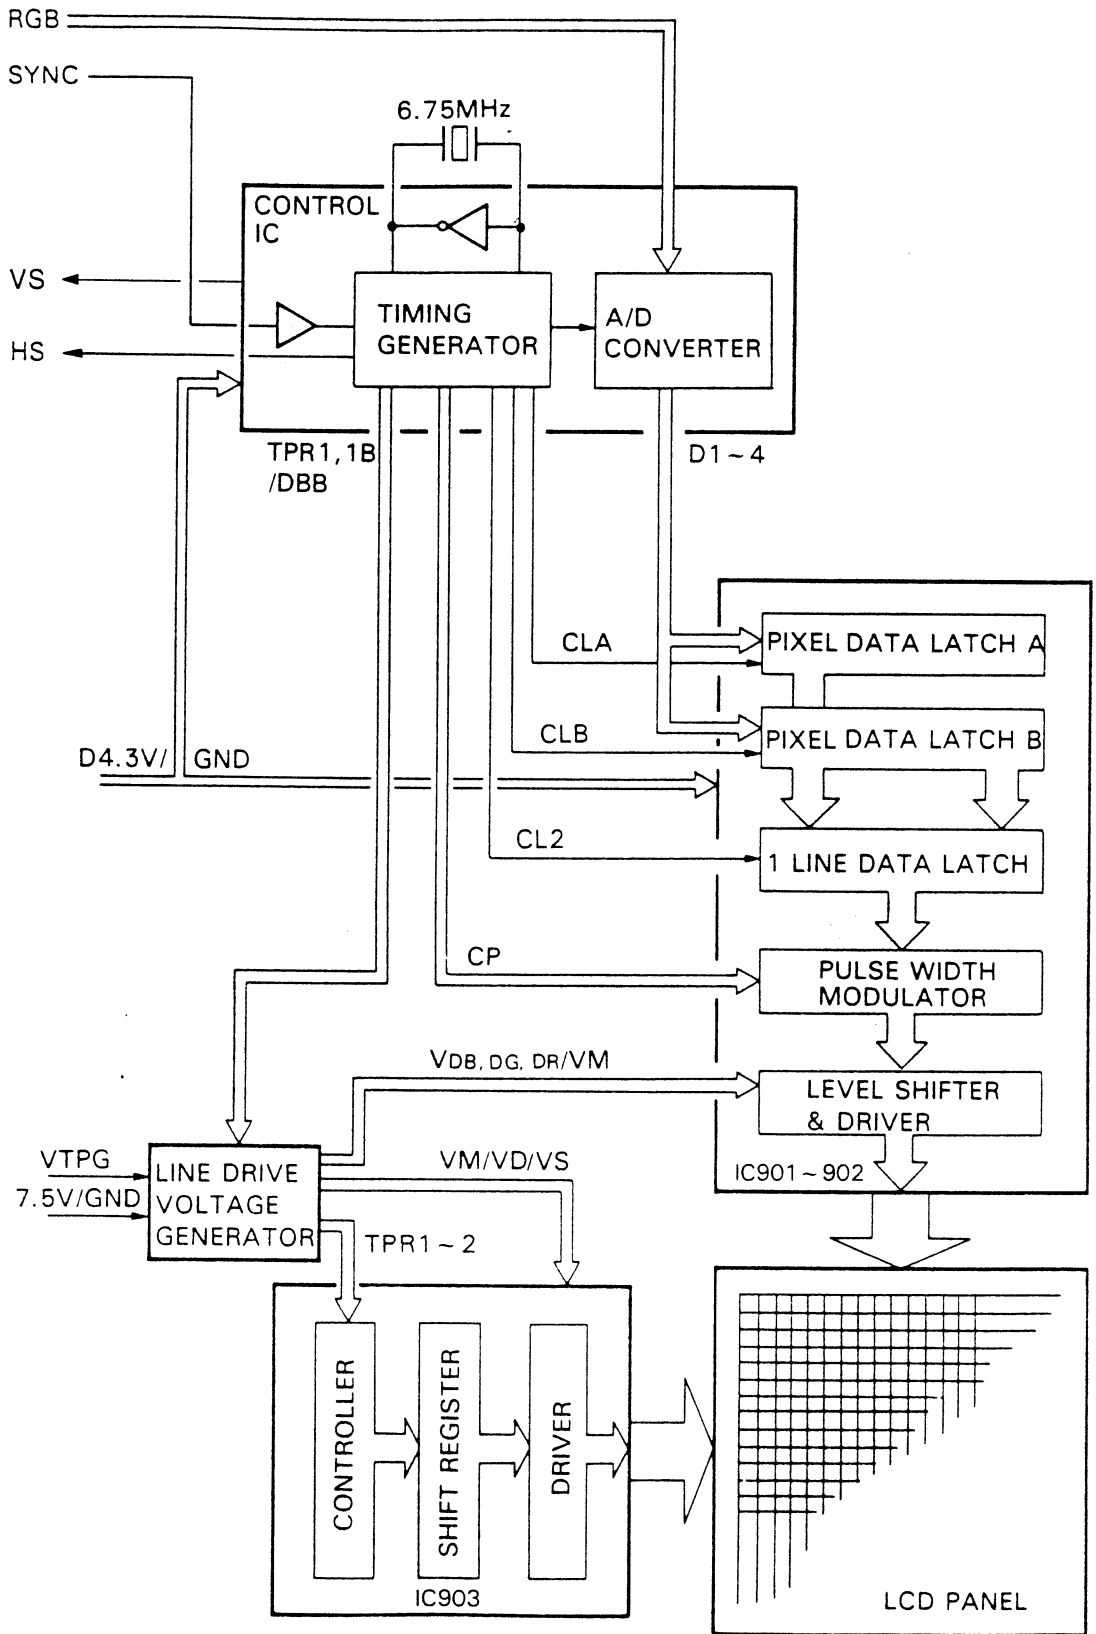 RGB
SYNC
6.75MHz
CONTROL
IC
VS
HS
TIMING
GENERATOR
A/D
CONVERTER
TPR1, 1B
/DBB
D1~4
CLA
PIXEL DATA LATCH A
CLB
PIXEL DATA LATCH B
D4.3V/ GND
CL2
1 LINE DATA LATCH
CP
PULSE WIDTH
MODULATOR
VDB, DG, DR/VM
LEVEL SHIFTER
& DRIVER
IC901~902
VTPG
7.5V/GND
LINE DRIVE
VOLTAGE
GENERATOR
VM/VD/VS
TPR1~2
CONTROLLER
SHIFT REGISTER
DRIVER
IC903
LCD PANEL